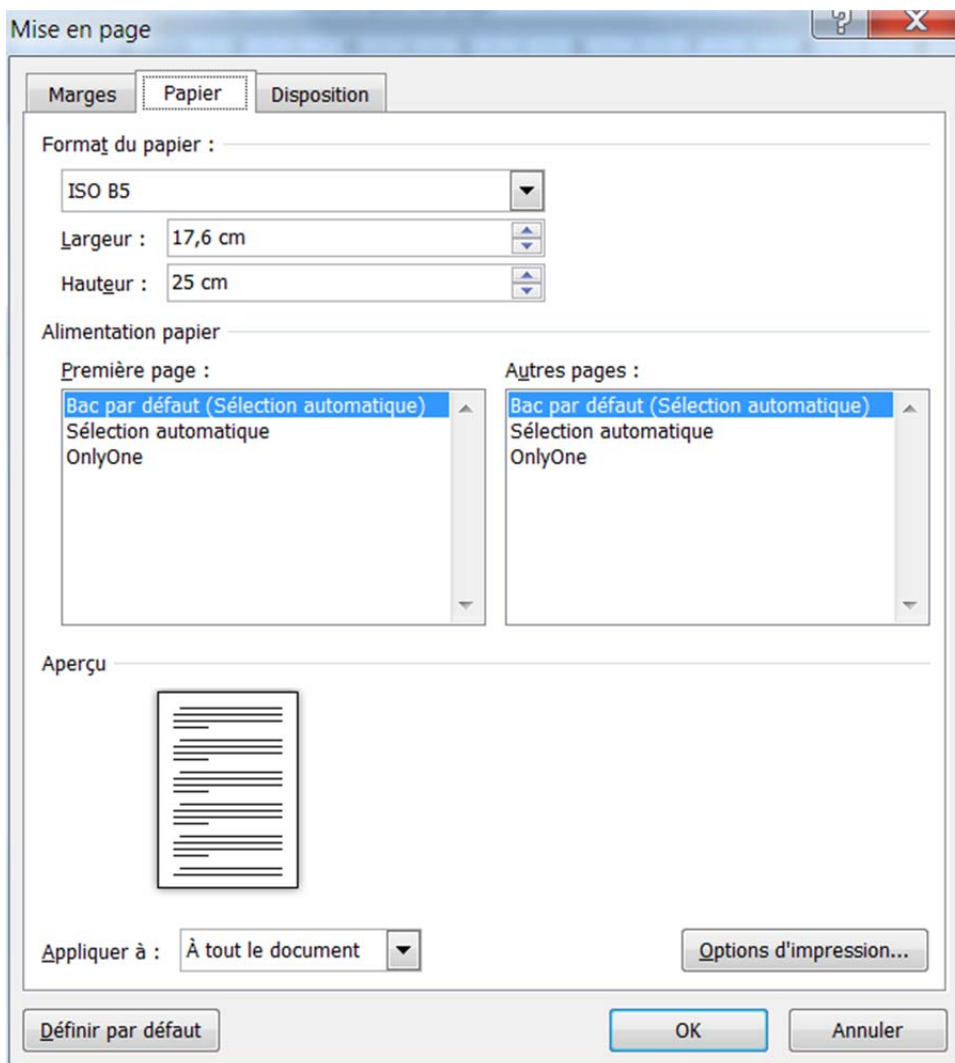 Mise en page
Marges Papier Disposition
Format du papier :
ISO B5
Largeur : 17,6 cm
Hauteur : 25 cm
Alimentation papier
Première page :
Bac par défaut (Sélection automatique)
Sélection automatique
OnlyOne
Autres pages :
Bac par défaut (Sélection automatique)
Sélection automatique
OnlyOne
Aperçu
Appliquer à : À tout le document
Options d'impression...
Définir par défaut OK Annuler